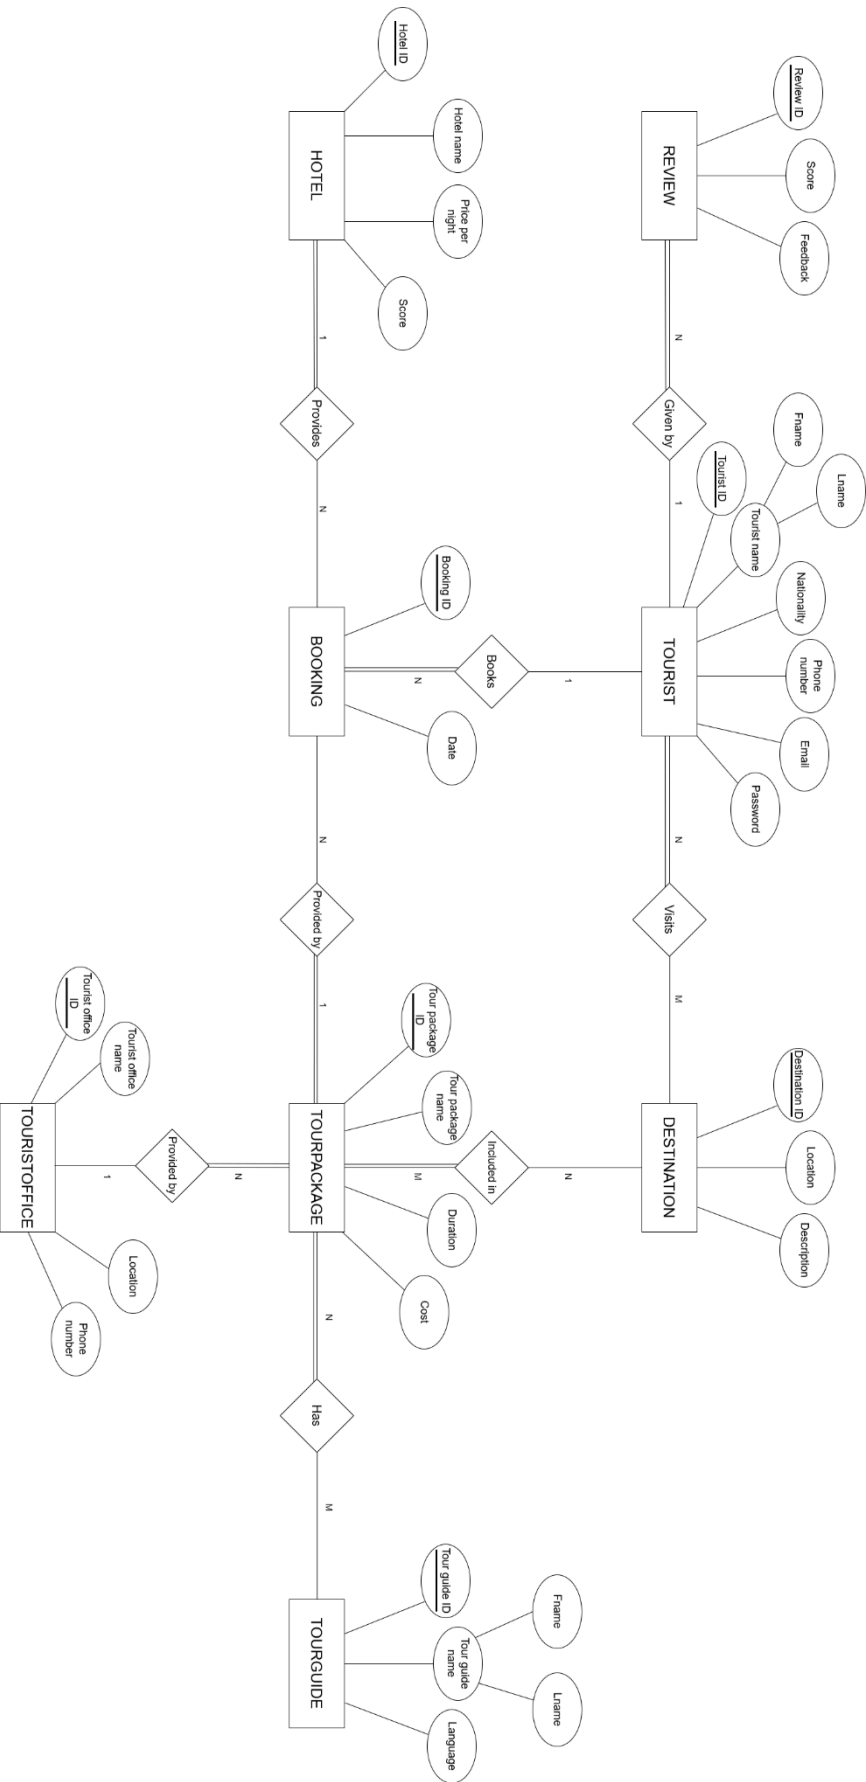 Review ID
Score
Feedback
REVIEW
N
Given by
1
Fname
Lname
Tourist ID
Tourist name
Nationality
Phone
number
Email
Password
TOURIST
N
Visits
M
Destination ID
Location
Description
DESTINATION
1
Books
N
N
Included in
M
Hotel ID
Hotel name
Price per
night
Score
HOTEL
1
Provides
N
Booking ID
Date
BOOKING
N
Provided by
1
Tour package
ID
Tour package
name
Duration
Cost
TOURPACKAGE
N
Has
M
Fname
Lname
Tour guide ID
Tour guide
name
Language
TOURGUIDE
N
Provided by
1
Tourist office
ID
Tourist office
name
Location
Phone
number
TOURISTOFFICE